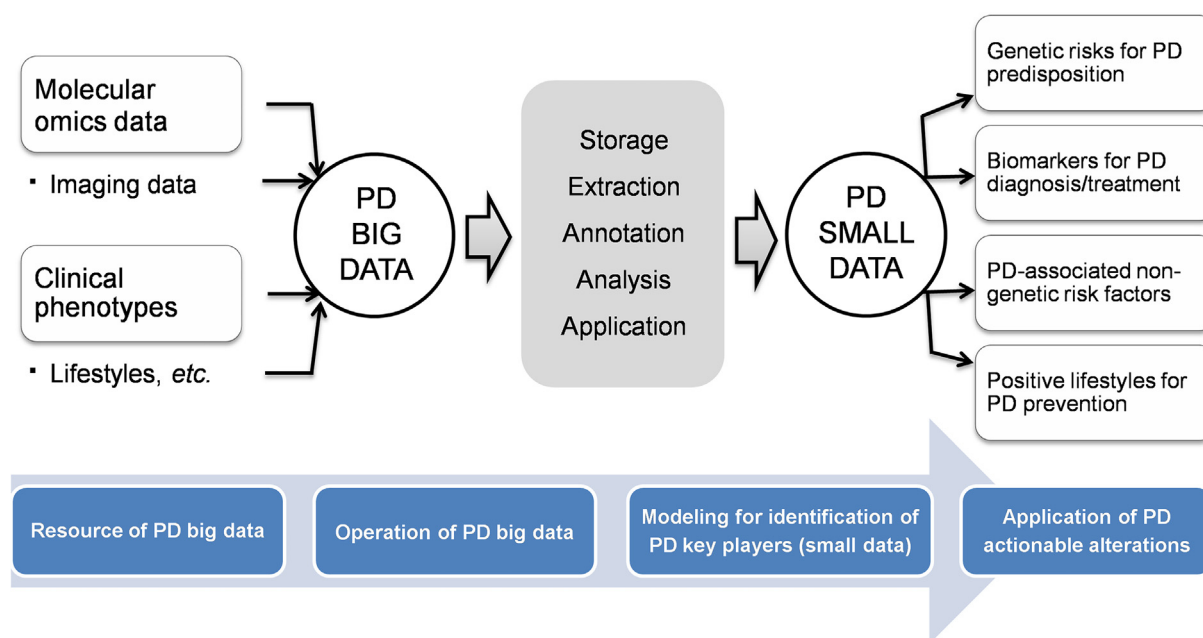 Molecular
omics data
· Imaging data
Clinical
phenotypes
· Lifestyles, etc.
PD
BIG
DATA
Storage
Extraction
Annotation
Analysis
Application
PD
SMALL
DATA
Genetic risks for PD
predisposition
Biomarkers for PD
diagnosis/treatment
PD-associated non-
genetic risk factors
Positive lifestyles for
PD prevention
Resource of PD big data
Operation of PD big data
Modeling for identification of
PD key players (small data)
Application of PD
actionable alterations